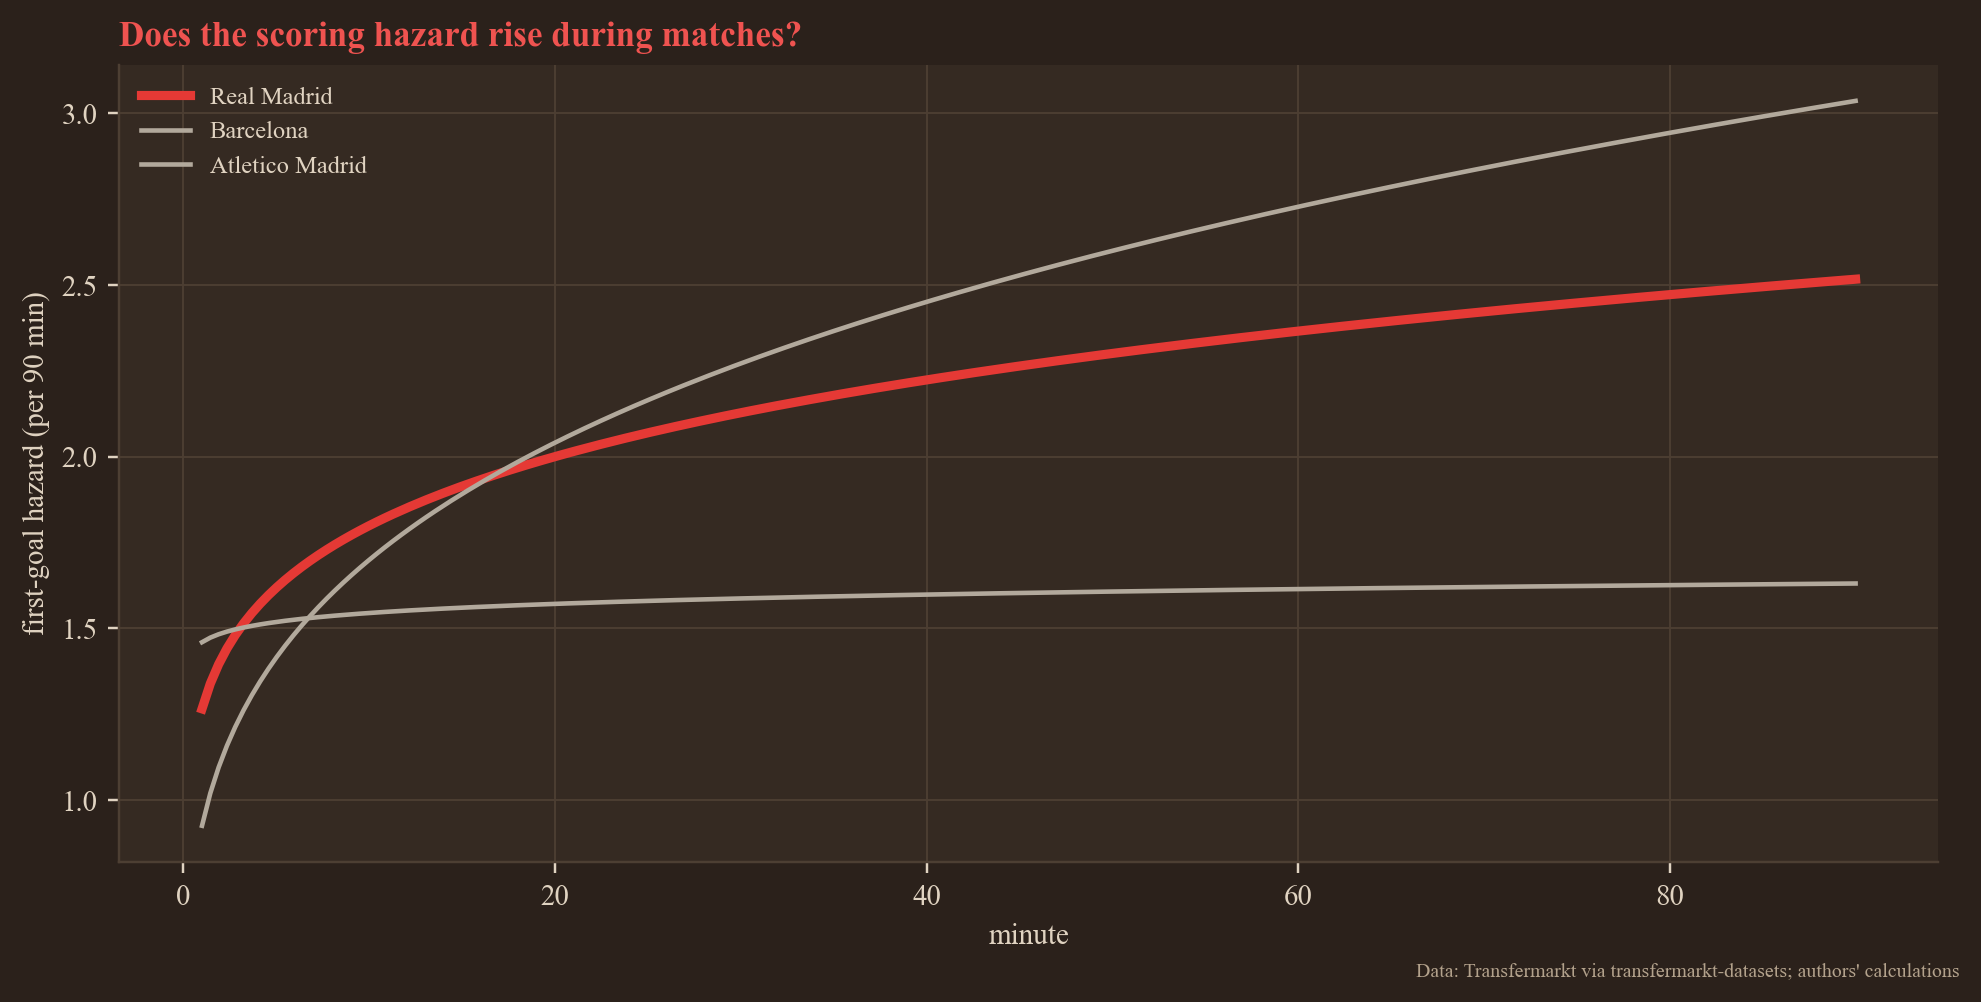 Does the scoring hazard rise during matches?
Real Madrid
Barcelona
Atletico Madrid
3.0
2.5
2.0
1.5
1.0
first-goal hazard (per 90 min)
0 20 40 60 80
minute
Data: Transfermarkt via transfermarkt-datasets; authors' calculations